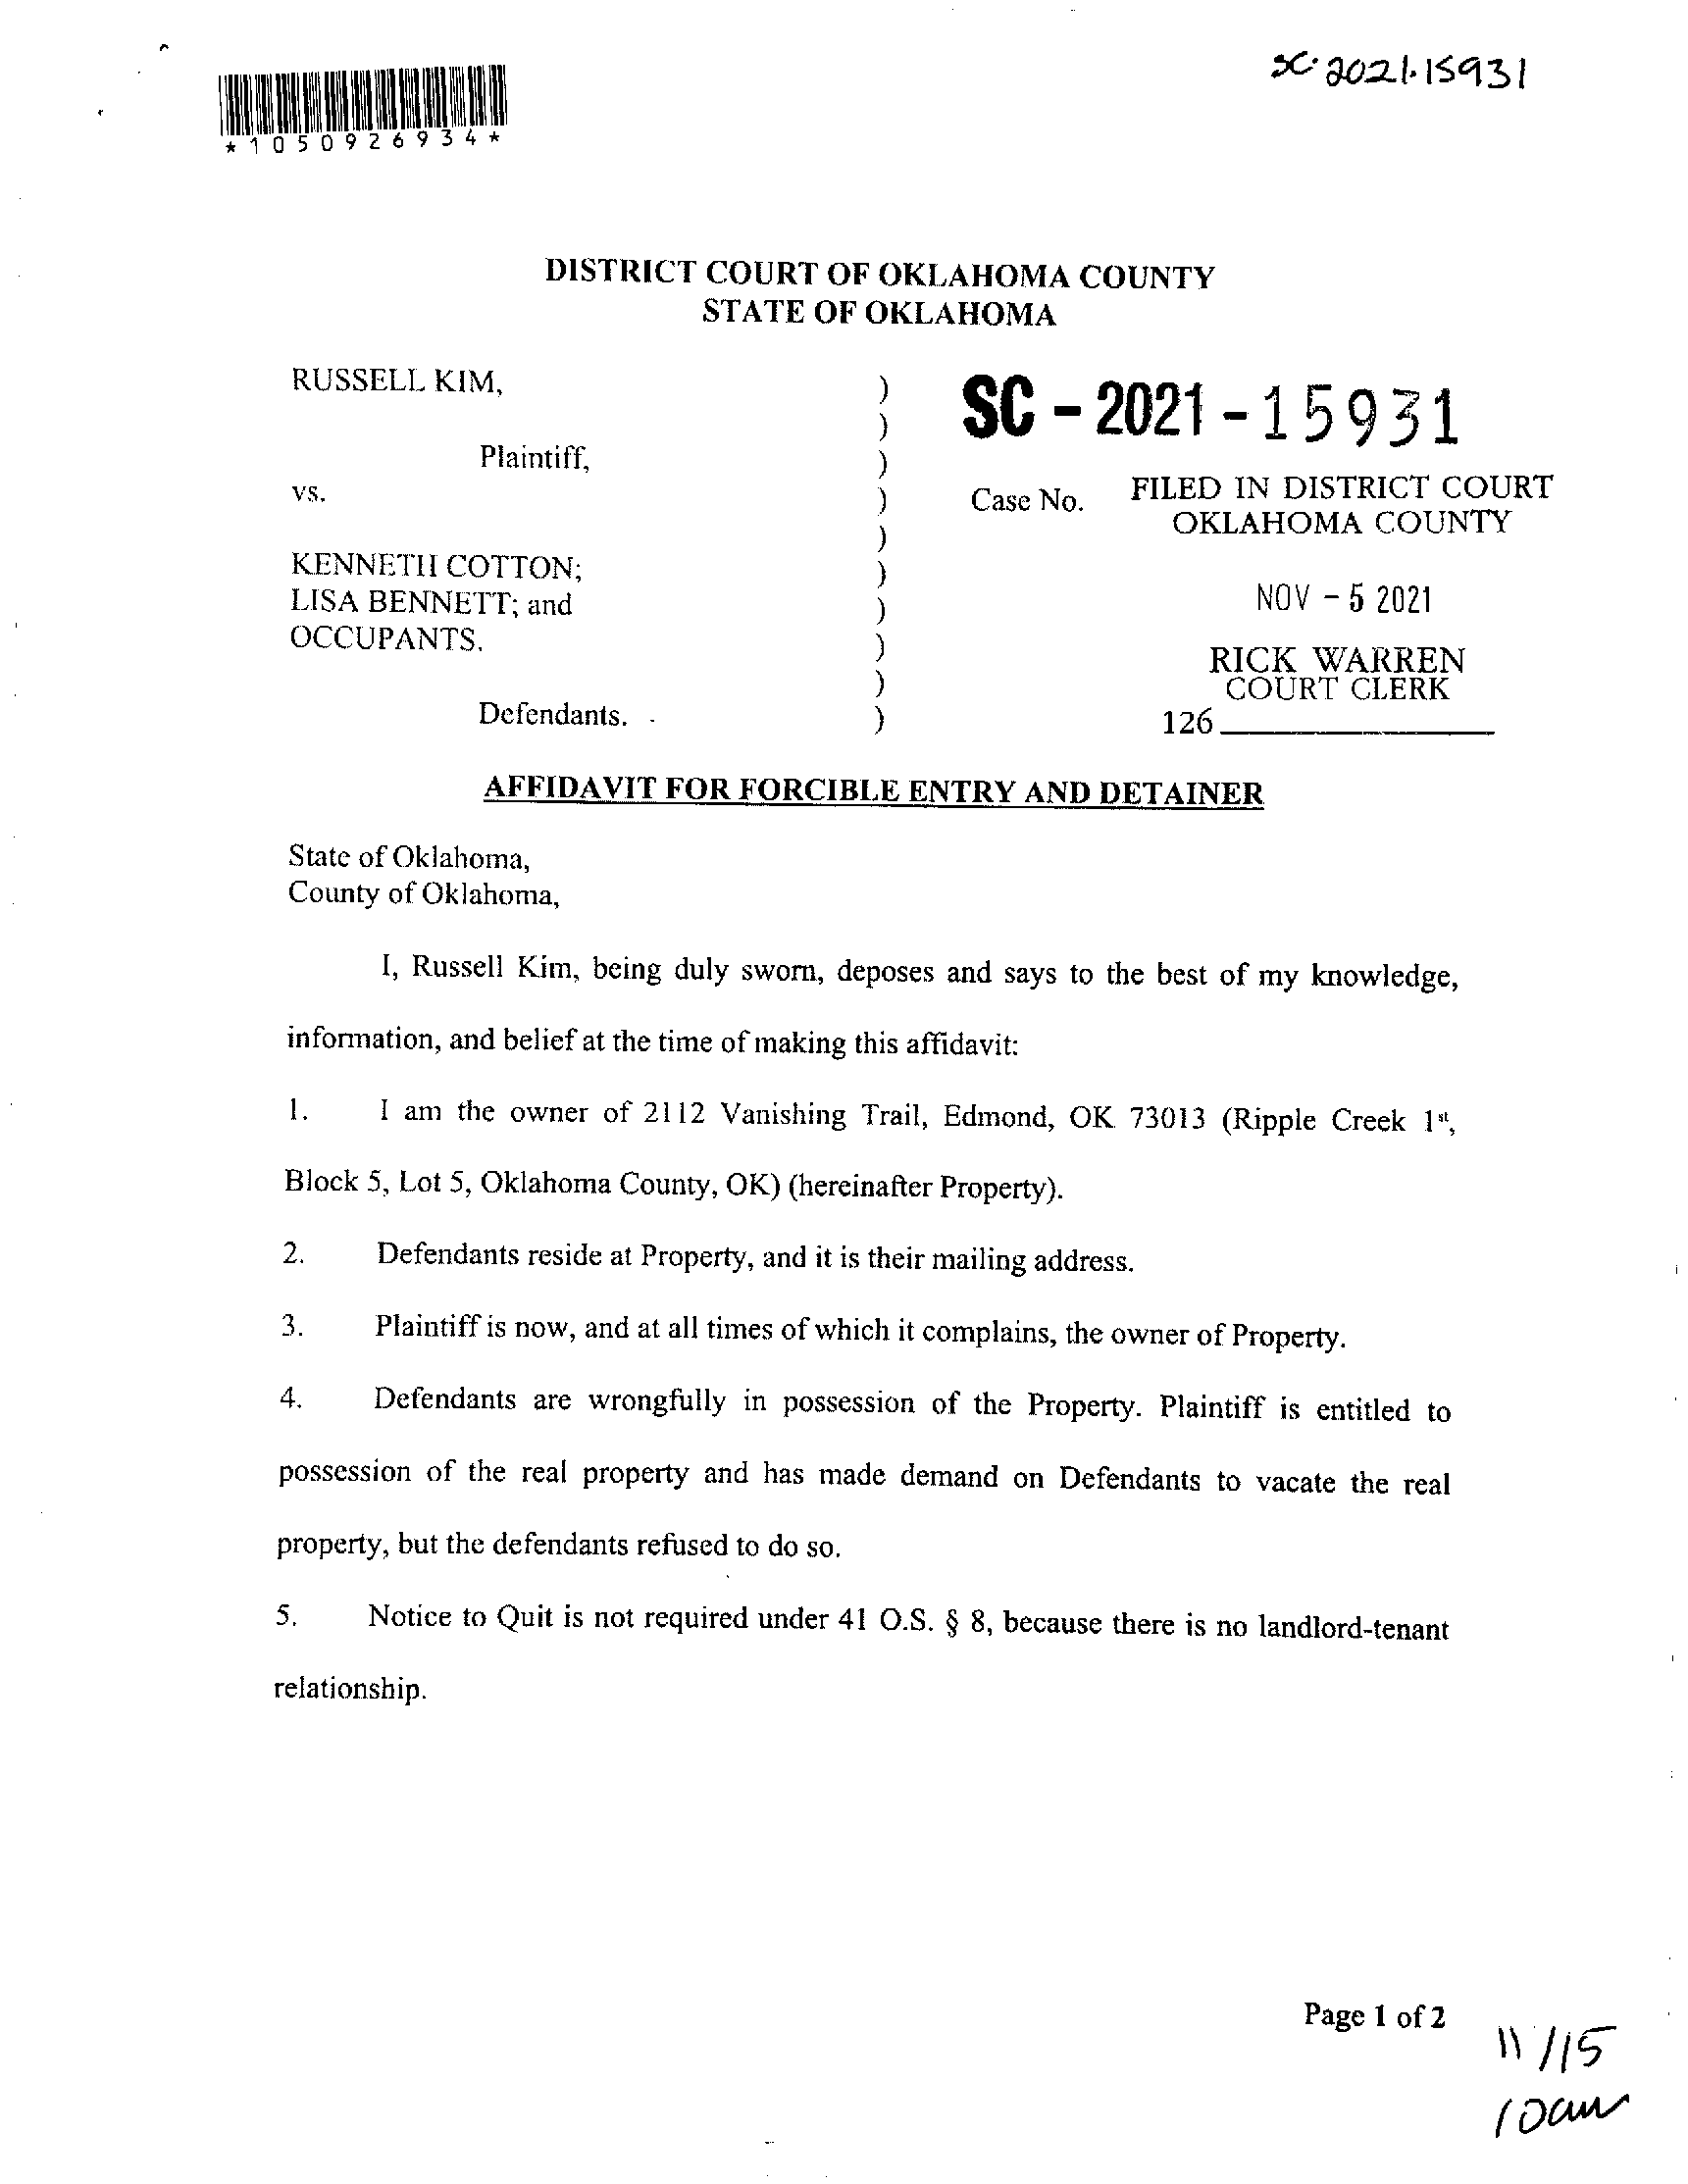 SC-2021-15931
*1050926934*
DISTRICT COURT OF OKLAHOMA COUNTY
STATE OF OKLAHOMA
RUSSELL KIM,
Plaintiff,
vs.
KENNETH COTTON;
LISA BENNETT; and
OCCUPANTS.
Defendants.
)
)
)
)
)
)
)
)
)
)
SC - 2021 - 15931
Case No.
FILED IN DISTRICT COURT
OKLAHOMA COUNTY
NOV - 5 2021
RICK WARREN
COURT CLERK
126
AFFIDAVIT FOR FORCIBLE ENTRY AND DETAINER
State of Oklahoma,
County of Oklahoma,
I, Russell Kim, being duly sworn, deposes and says to the best of my knowledge,
information, and belief at the time of making this affidavit:
1. I am the owner of 2112 Vanishing Trail, Edmond, OK 73013 (Ripple Creek 1st,
Block 5, Lot 5, Oklahoma County, OK) (hereinafter Property).
2. Defendants reside at Property, and it is their mailing address.
3. Plaintiff is now, and at all times of which it complains, the owner of Property.
4. Defendants are wrongfully in possession of the Property. Plaintiff is entitled to
possession of the real property and has made demand on Defendants to vacate the real
property, but the defendants refused to do so.
5. Notice to Quit is not required under 41 O.S. § 8, because there is no landlord-tenant
relationship.
Page 1 of 2
11/15
10am